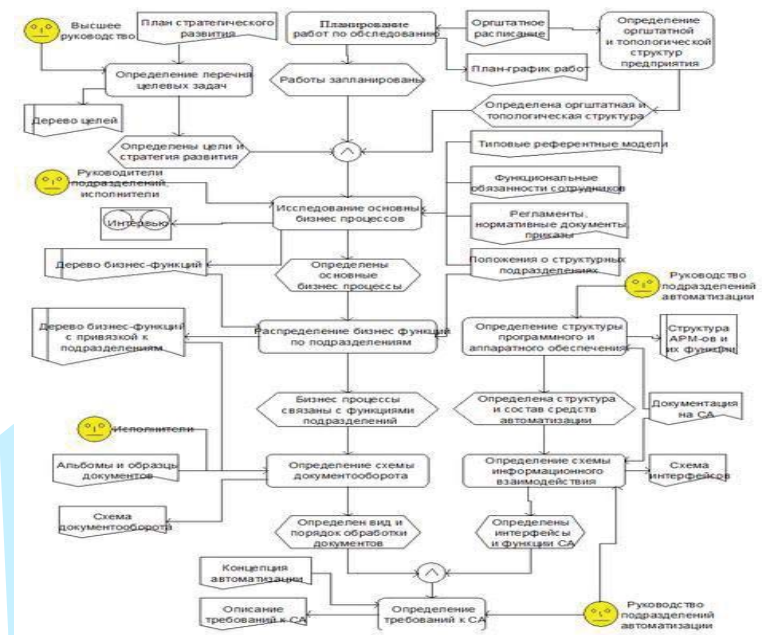 Высшее
руководство
План стратегического
развития
Планирование
работ по обследованию
Оргштатное
расписание
Определение
оргштатной
и топологической
структур
предприятия
Определение перечня
целевых задач
Работы запланированы
План-график работ
Дерево целей
Определена оргштатная и
топологическая структура
Определены цели и
стратегия развития
Типовые референтные модели
Руководители
подразделений,
исполнители
Функциональные
обязанности сотрудников
Исследование основны
бизнес процессов
Интервью
Регламенты,
нормативные документы
приказы
Дерево бизнес-функций
Определены
основные
бизнес процессы
Положения о структурных
подразделениях
Руководство
подразделений
автоматизации
Дерево бизнес-функций
с привязкой к
подразделениям
Распределение бизнес функций
по подразделениям
Определение структуры
программного и
аппаратного обеспечения
Структура
АРМ-ов и
их функции
Бизнес процессы
связаны с функциями
подразделений
Определена структура
и состав средств
автоматизации
Документация
на СА
Исполнители
Альбомы и образцы
документов
Определение схемы
документооборота
Определение схемы
информационного
взаимодействия
Схема
интерфейсов
Схема
документооборота
Определен вид и
порядок обработки
документов
Определены
интерфейсы
и функции СА
Концепция
автоматизации
Описание
требований к СА
Определение
требований к СА
Руководство
подразделений
автоматизации